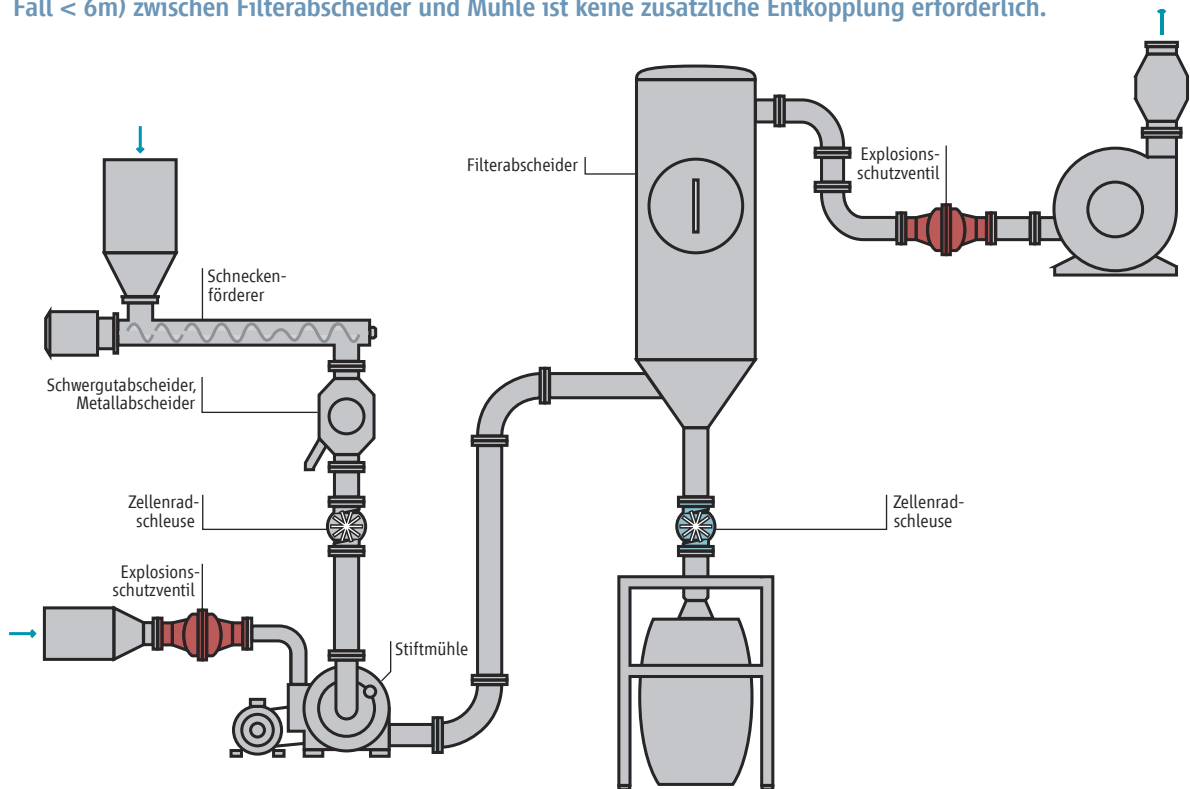 Fall < 6m) zwischen Filterabscheider und Mühle ist keine zusätzliche Entkopplung erforderlich.
Filterabscheider
Explosions-
schutzventil
Schnecken-
förderer
Schwergutabscheider,
Metallabscheider
Zellenrad-
schleuse
Zellenrad-
schleuse
Explosions-
schutzventil
Stiftmühle